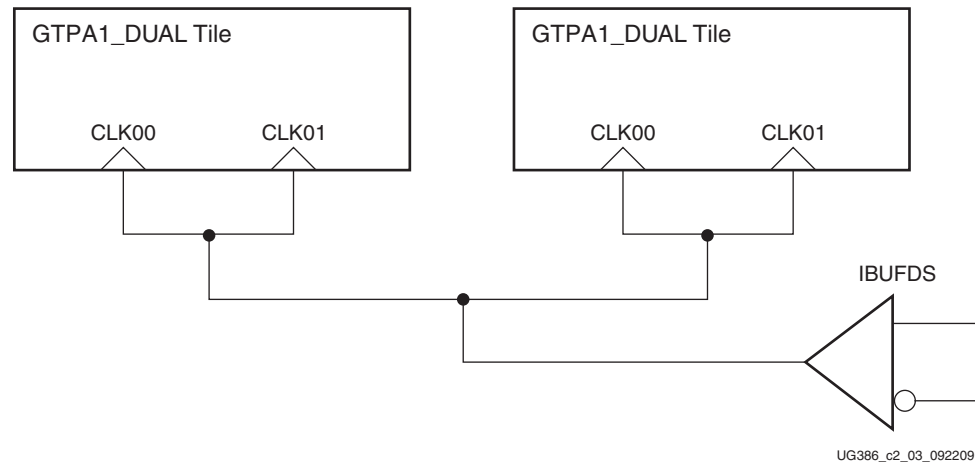 GTPA1_DUAL Tile
GTPA1_DUAL Tile
CLK00
CLK01
CLK00
CLK01
IBUFDS
UG386_c2_03_092209